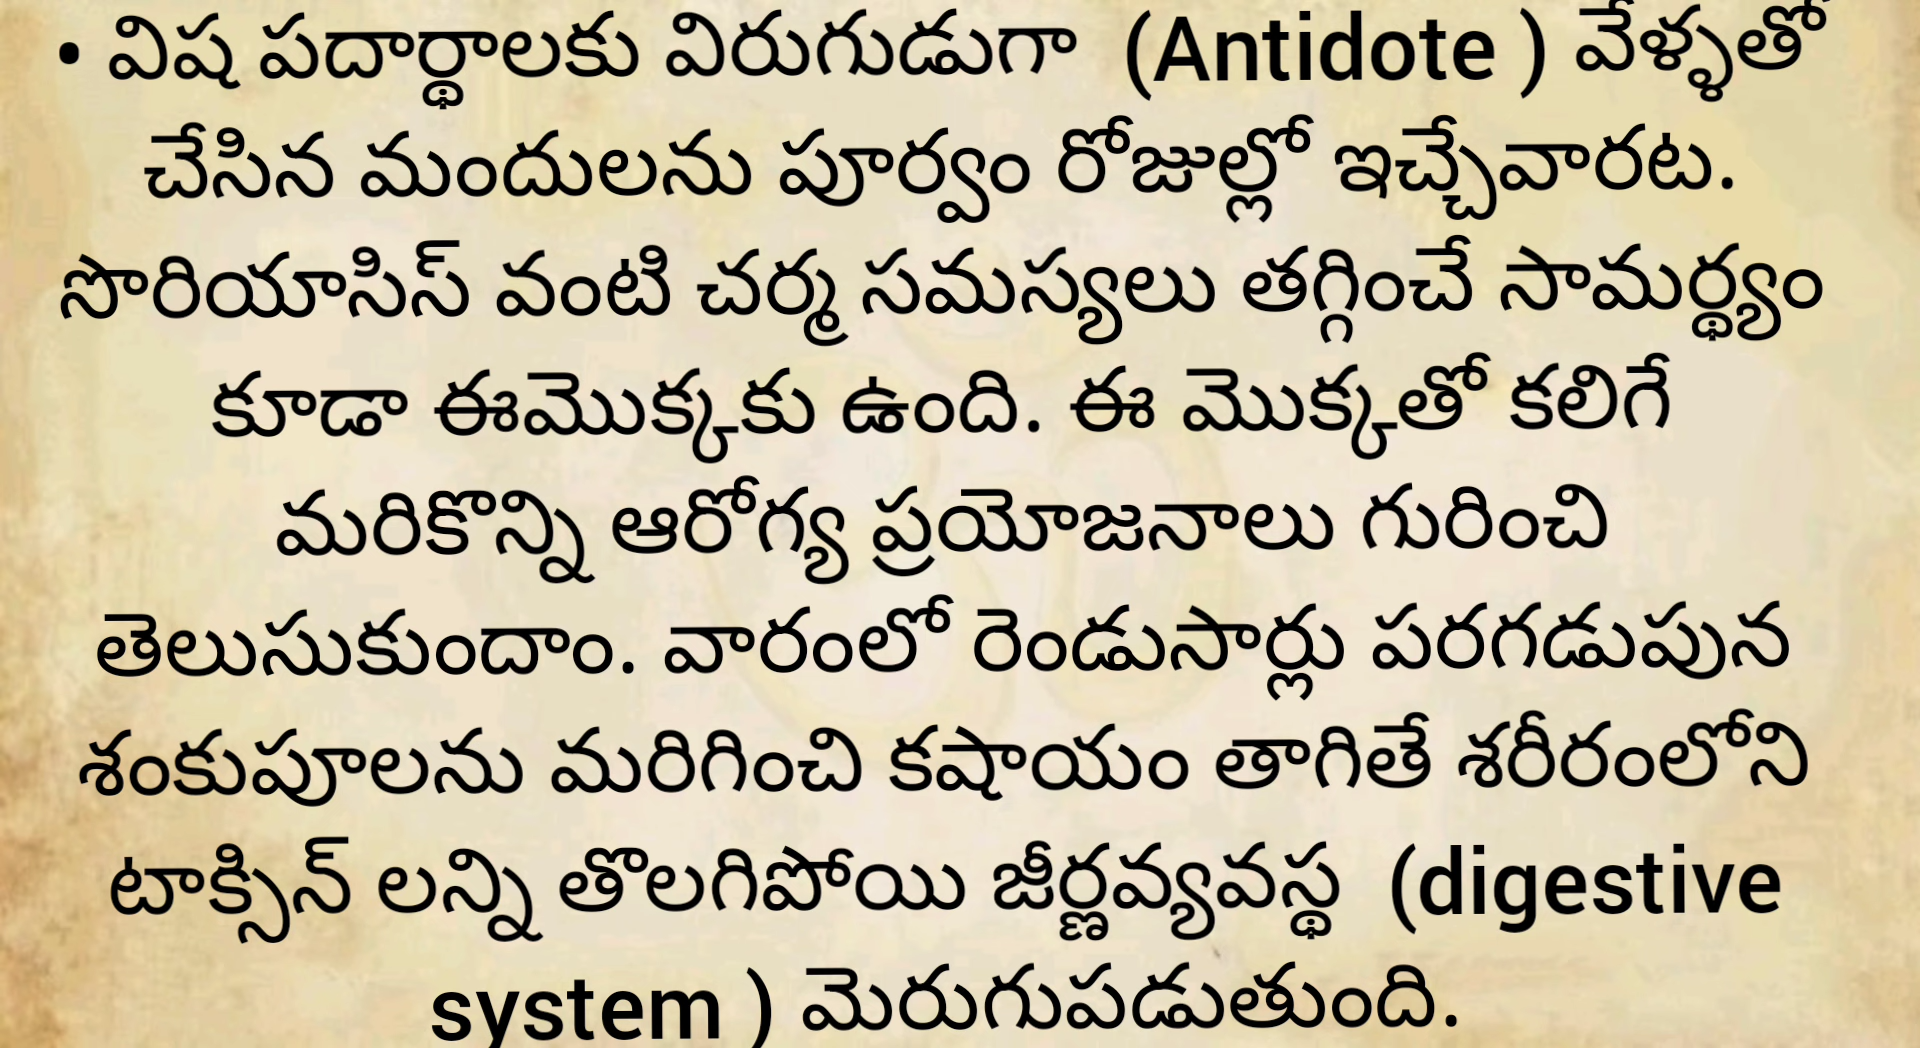 • విష పదార్థాలకు విరుగుడుగా (Antidote ) వేళ్ళతో
చేసిన మందులను పూర్వం రోజుల్లో ఇచ్చేవారట.
సొరియాసిస్ వంటి చర్మ సమస్యలు తగ్గించే సామర్థ్యం
కూడా ఈమొక్కకు ఉంది. ఈ మొక్కతో కలిగే
మరికొన్ని ఆరోగ్య ప్రయోజనాలు గురించి
తెలుసుకుందాం. వారంలో రెండుసార్లు పరగడుపున
శంకుపూలను మరిగించి కషాయం తాగితే శరీరంలోని
టాక్సిన్ లన్ని తొలగిపోయి జీర్ణవ్యవస్థ (digestive
system ) మెరుగుపడుతుంది.